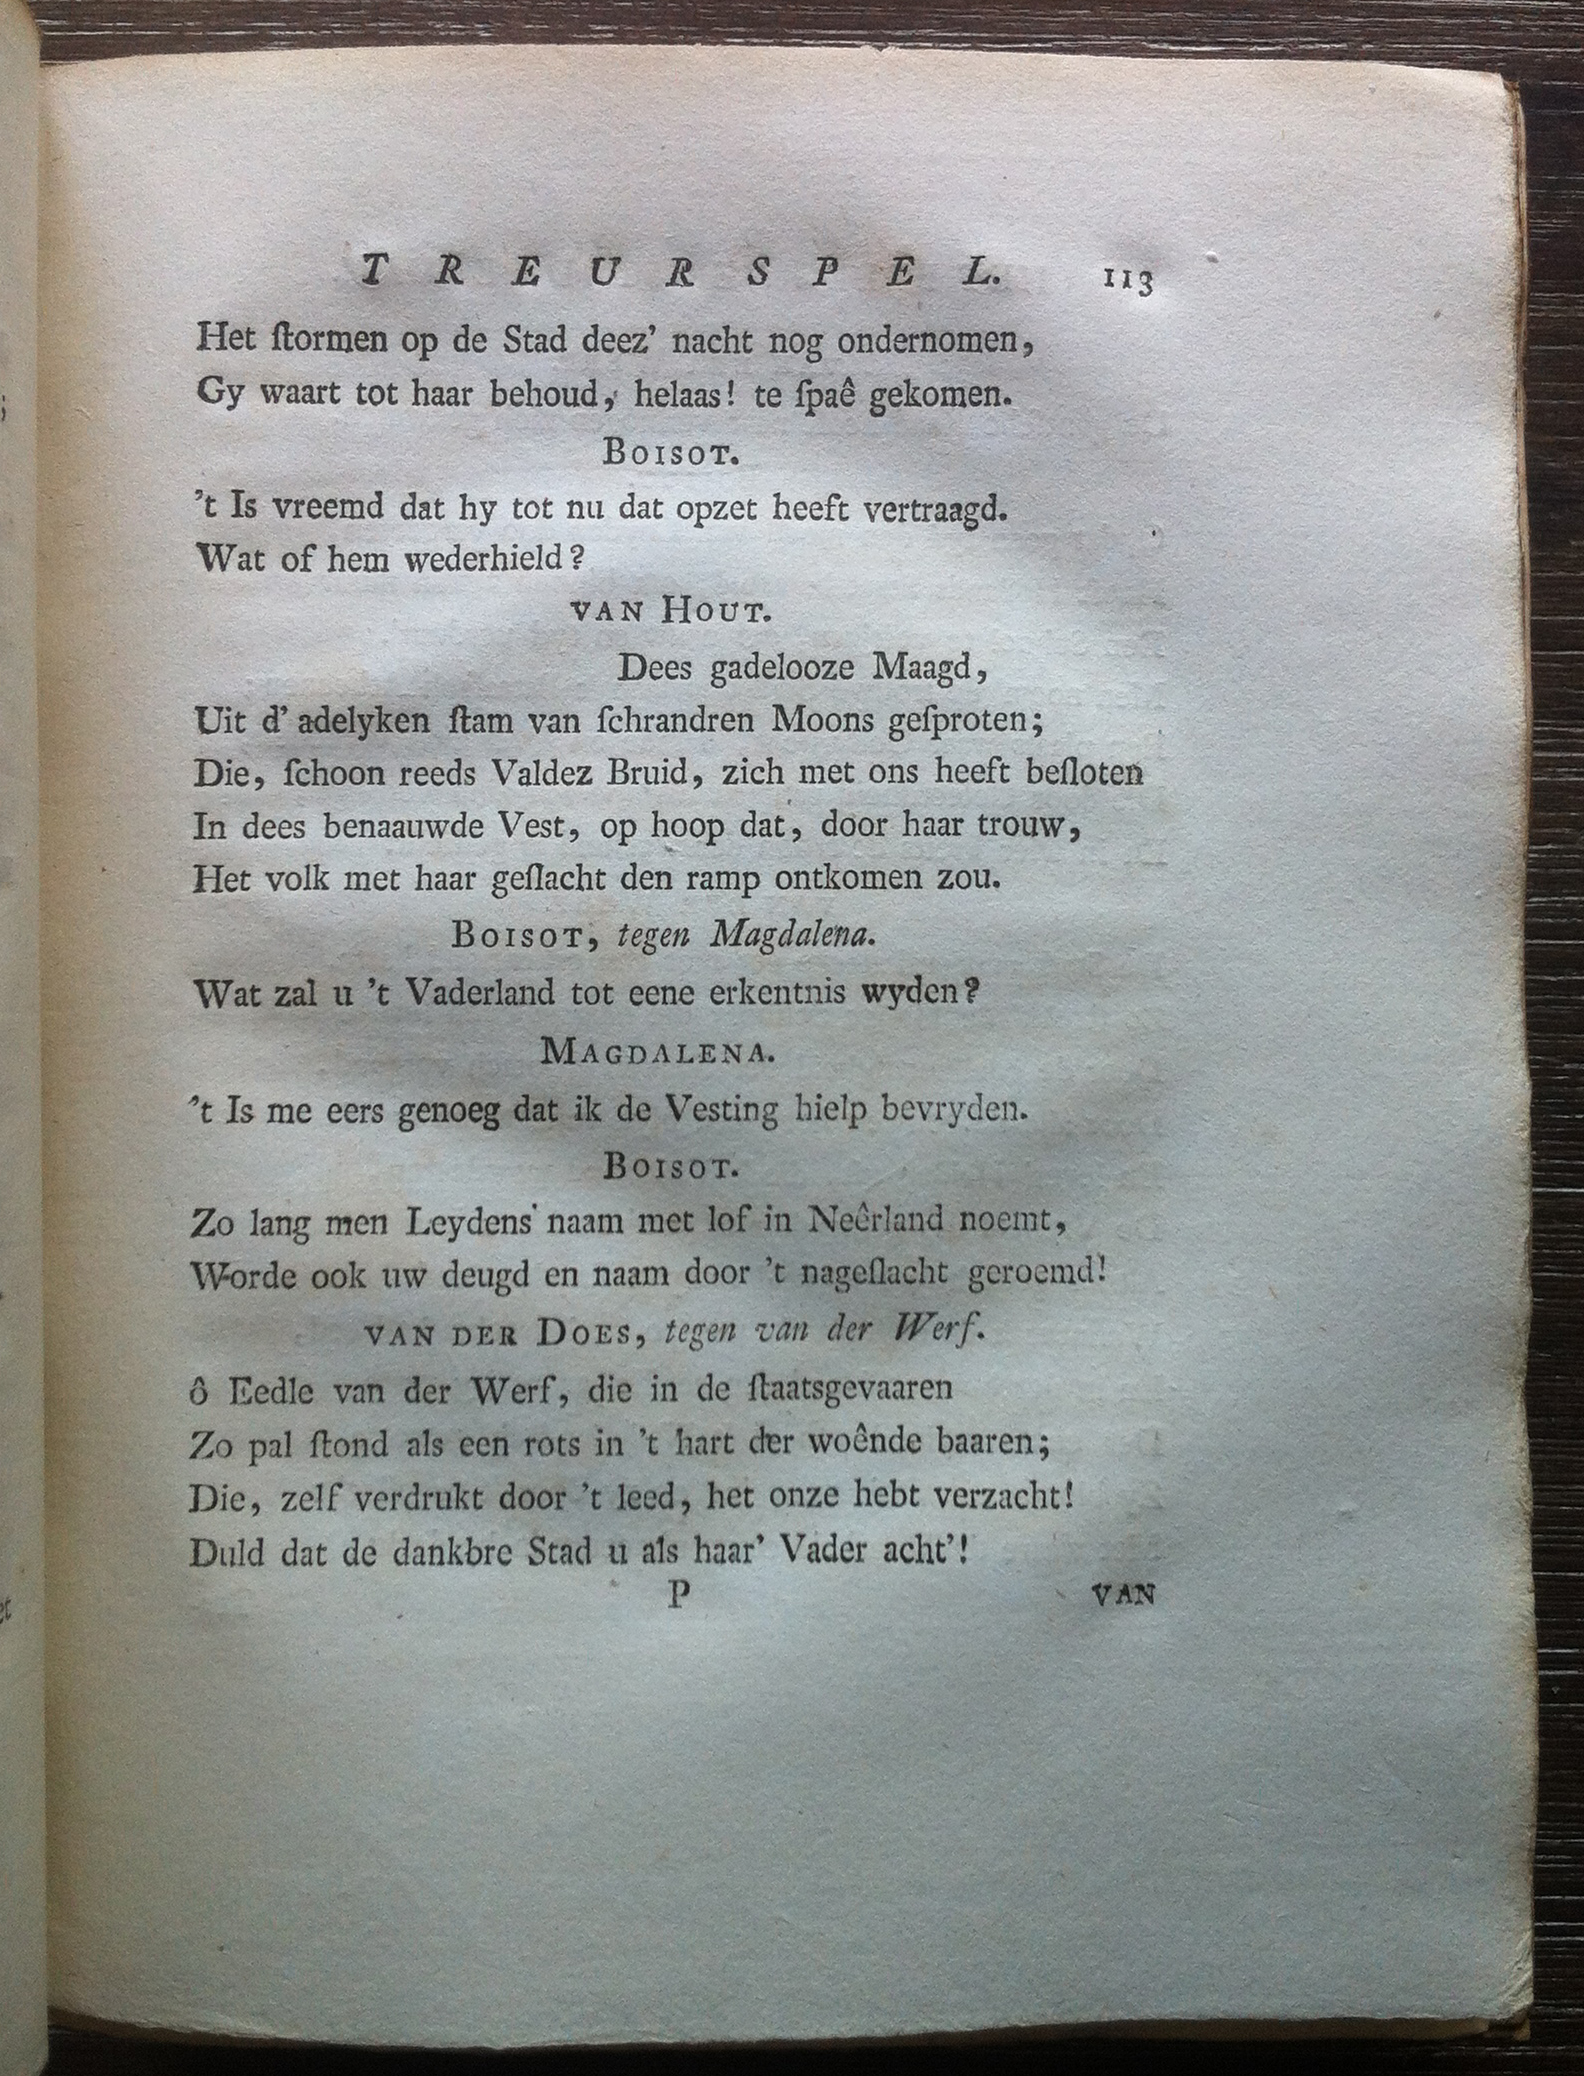 TREURSPEL. 113
Het ſtormen op de Stad deez' nacht nog ondernomen,
Gy waart tot haar behoud, helaas! te ſpaê gekomen.
BOISOT.
't Is vreemd dat hy tot nu dat opzet heeft vertraagd.
Wat of hem wederhield?
VAN HOUT.
Dees gadelooze Maagd,
Uit d' adelyken ſtam van ſchrandren Moons geſproten;
Die, ſchoon reeds Valdez Bruid, zich met ons heeft beſloten
In dees benaauwde Vest, op hoop dat, door haar trouw,
Het volk met haar geſlacht den ramp ontkomen zou.
BOISOT, tegen Magdalena.
Wat zal u 't Vaderland tot eene erkentnis wyden?
MAGDALENA.
't Is me eers genoeg dat ik de Vesting hielp bevryden.
BOISOT.
Zo lang men Leydens naam met lof in Neêrland noemt,
Worde ook uw deugd en naam door 't nageſlacht geroemd!
VAN DER DOES, tegen van der Werf.
ô Eedle van der Werf, die in de ſtaatsgevaaren
Zo pal ſtond als een rots in 't hart der woênde baaren;
Die, zelf verdrukt door 't leed, het onze hebt verzacht!
Duld dat de dankbre Stad u als haar' Vader acht'!
P VAN